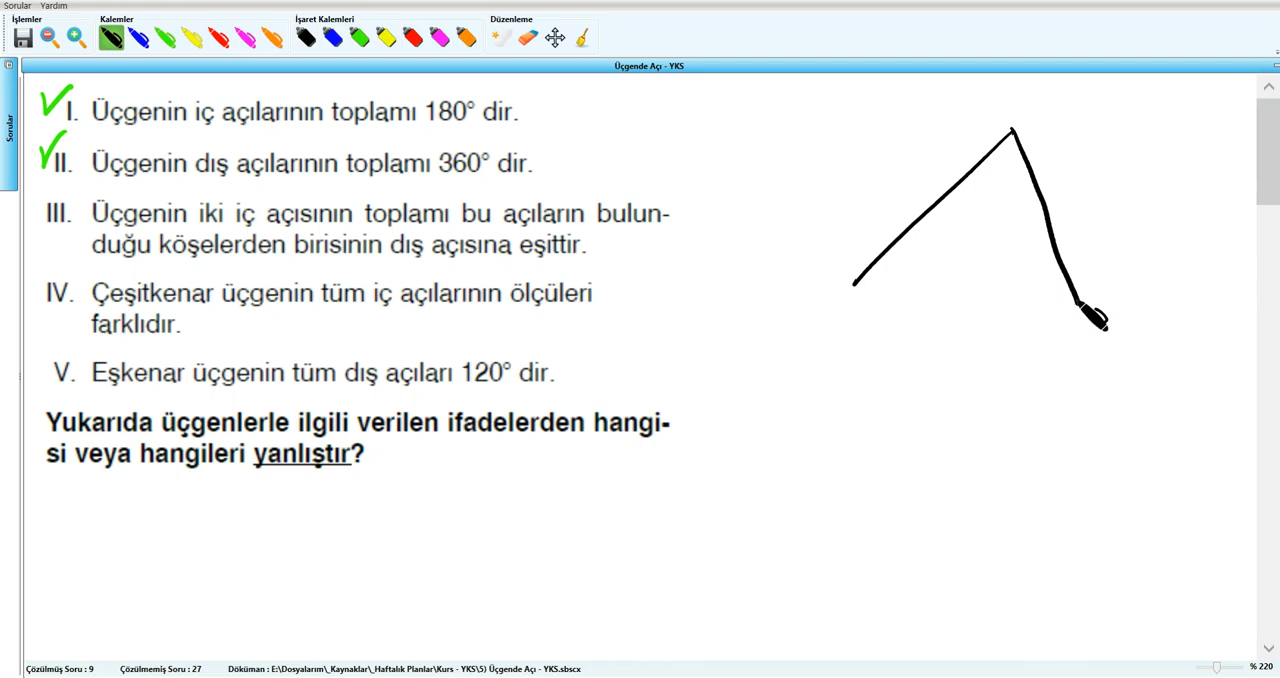 Sorular Yardım
İşlemler Kalemler İşaret Kalemleri Düzenleme
Üçgende Açı - YKS
Sorular
I. Üçgenin iç açılarının toplamı 180° dir.
II. Üçgenin dış açılarının toplamı 360° dir.
III. Üçgenin iki iç açısının toplamı bu açıların bulun-
duğu köşelerden birisinin dış açısına eşittir.
IV. Çeşitkenar üçgenin tüm iç açılarının ölçüleri
farklıdır.
V. Eşkenar üçgenin tüm dış açıları 120° dir.
Yukarıda üçgenlerle ilgili verilen ifadelerden hangi-
si veya hangileri yanlıştır?
Çözülmüş Soru : 9 Çözülmemiş Soru : 27 Döküman : E:\Dosyalarım\_Kaynaklar\_Haftalık Planlar\Kurs - YKS\5) Üçgende Açı - YKS.sbscx % 220